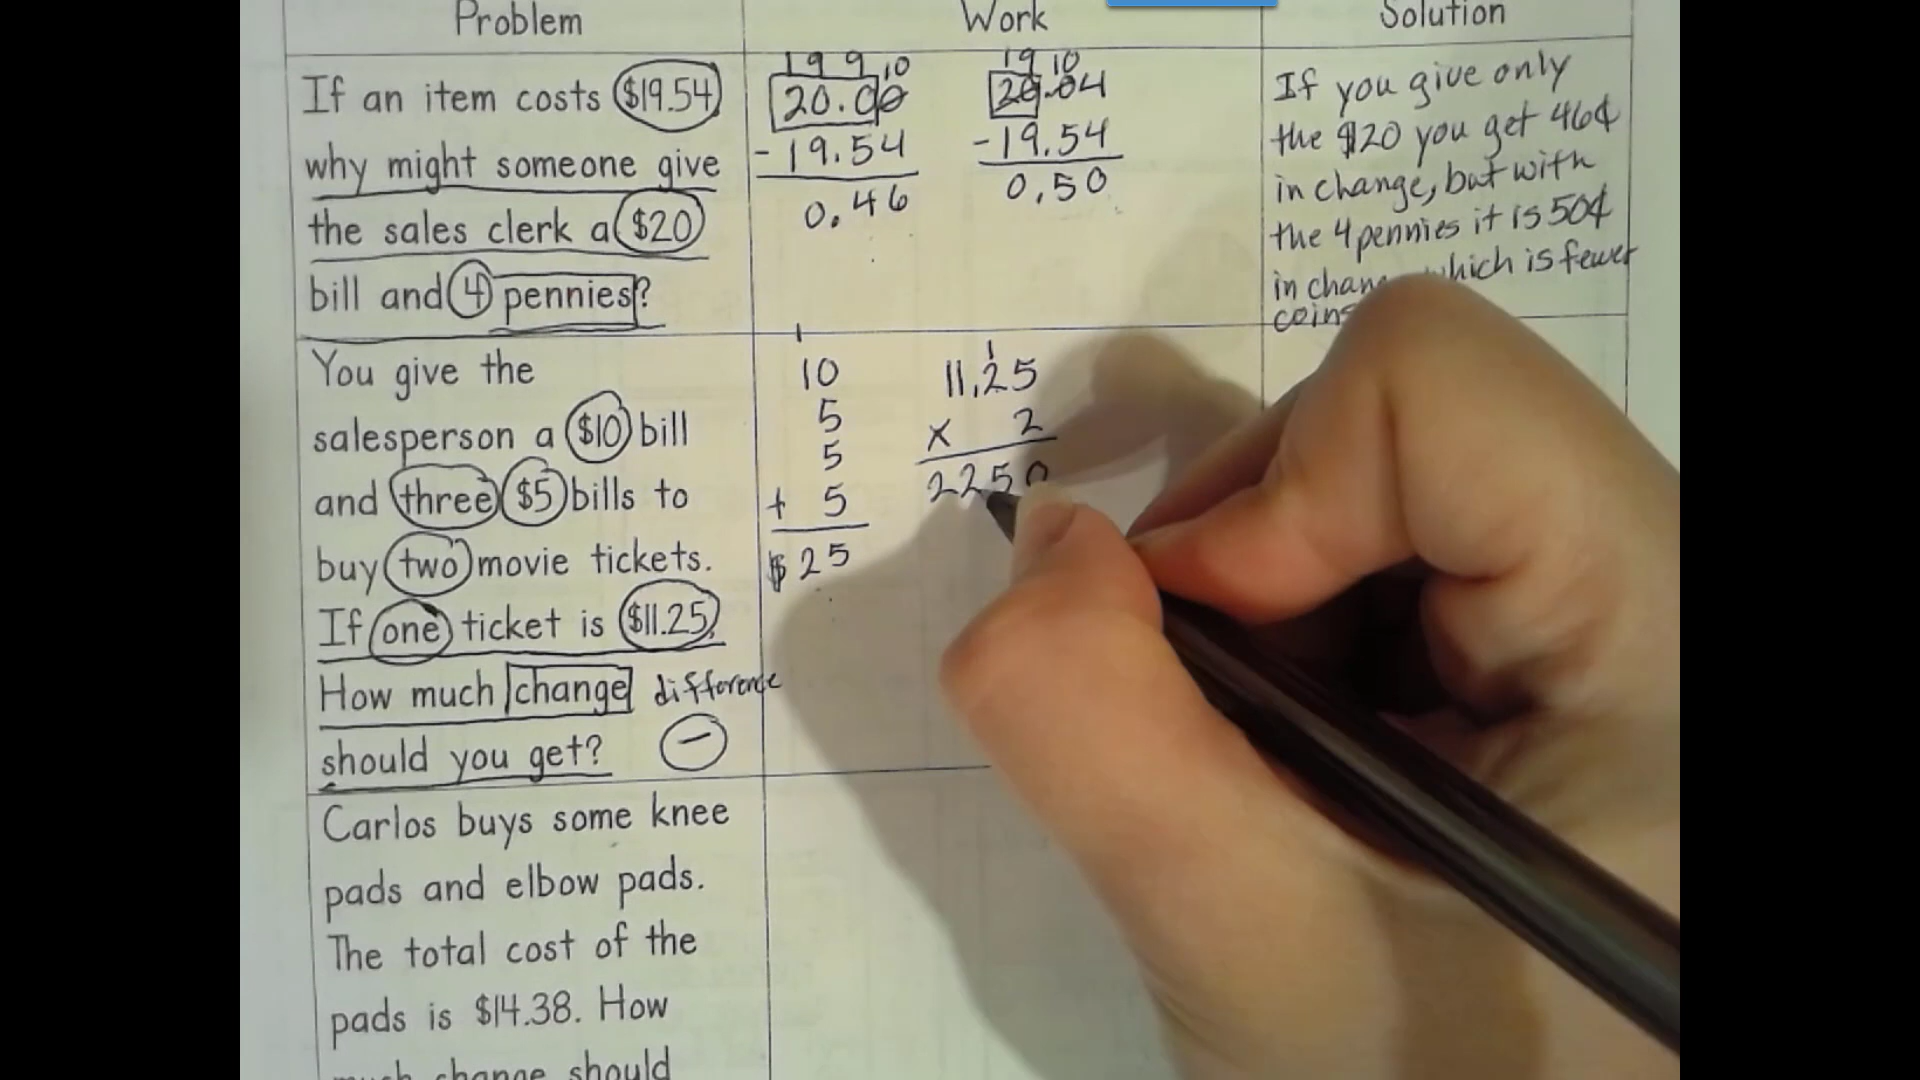 Problem
Work
Solution
If an item costs $19.54
why might someone give
the sales clerk a $20
bill and 4 pennies?
1 9 9 10
20.00
- 19.54
0.46
19 10
20.04
- 19.54
0.50
If you give only
the $20 you get 46¢
in change, but with
the 4 pennies it is 50¢
in change which is fewer
coins
You give the
salesperson a $10 bill
and three $5 bills to
buy two movie tickets.
If one ticket is $11.25,
How much change difference
should you get? -
1
10
5
5
+ 5
$25
1
11.25
x 2
2250
Carlos buys some knee
pads and elbow pads.
The total cost of the
pads is $14.38. How
much change should